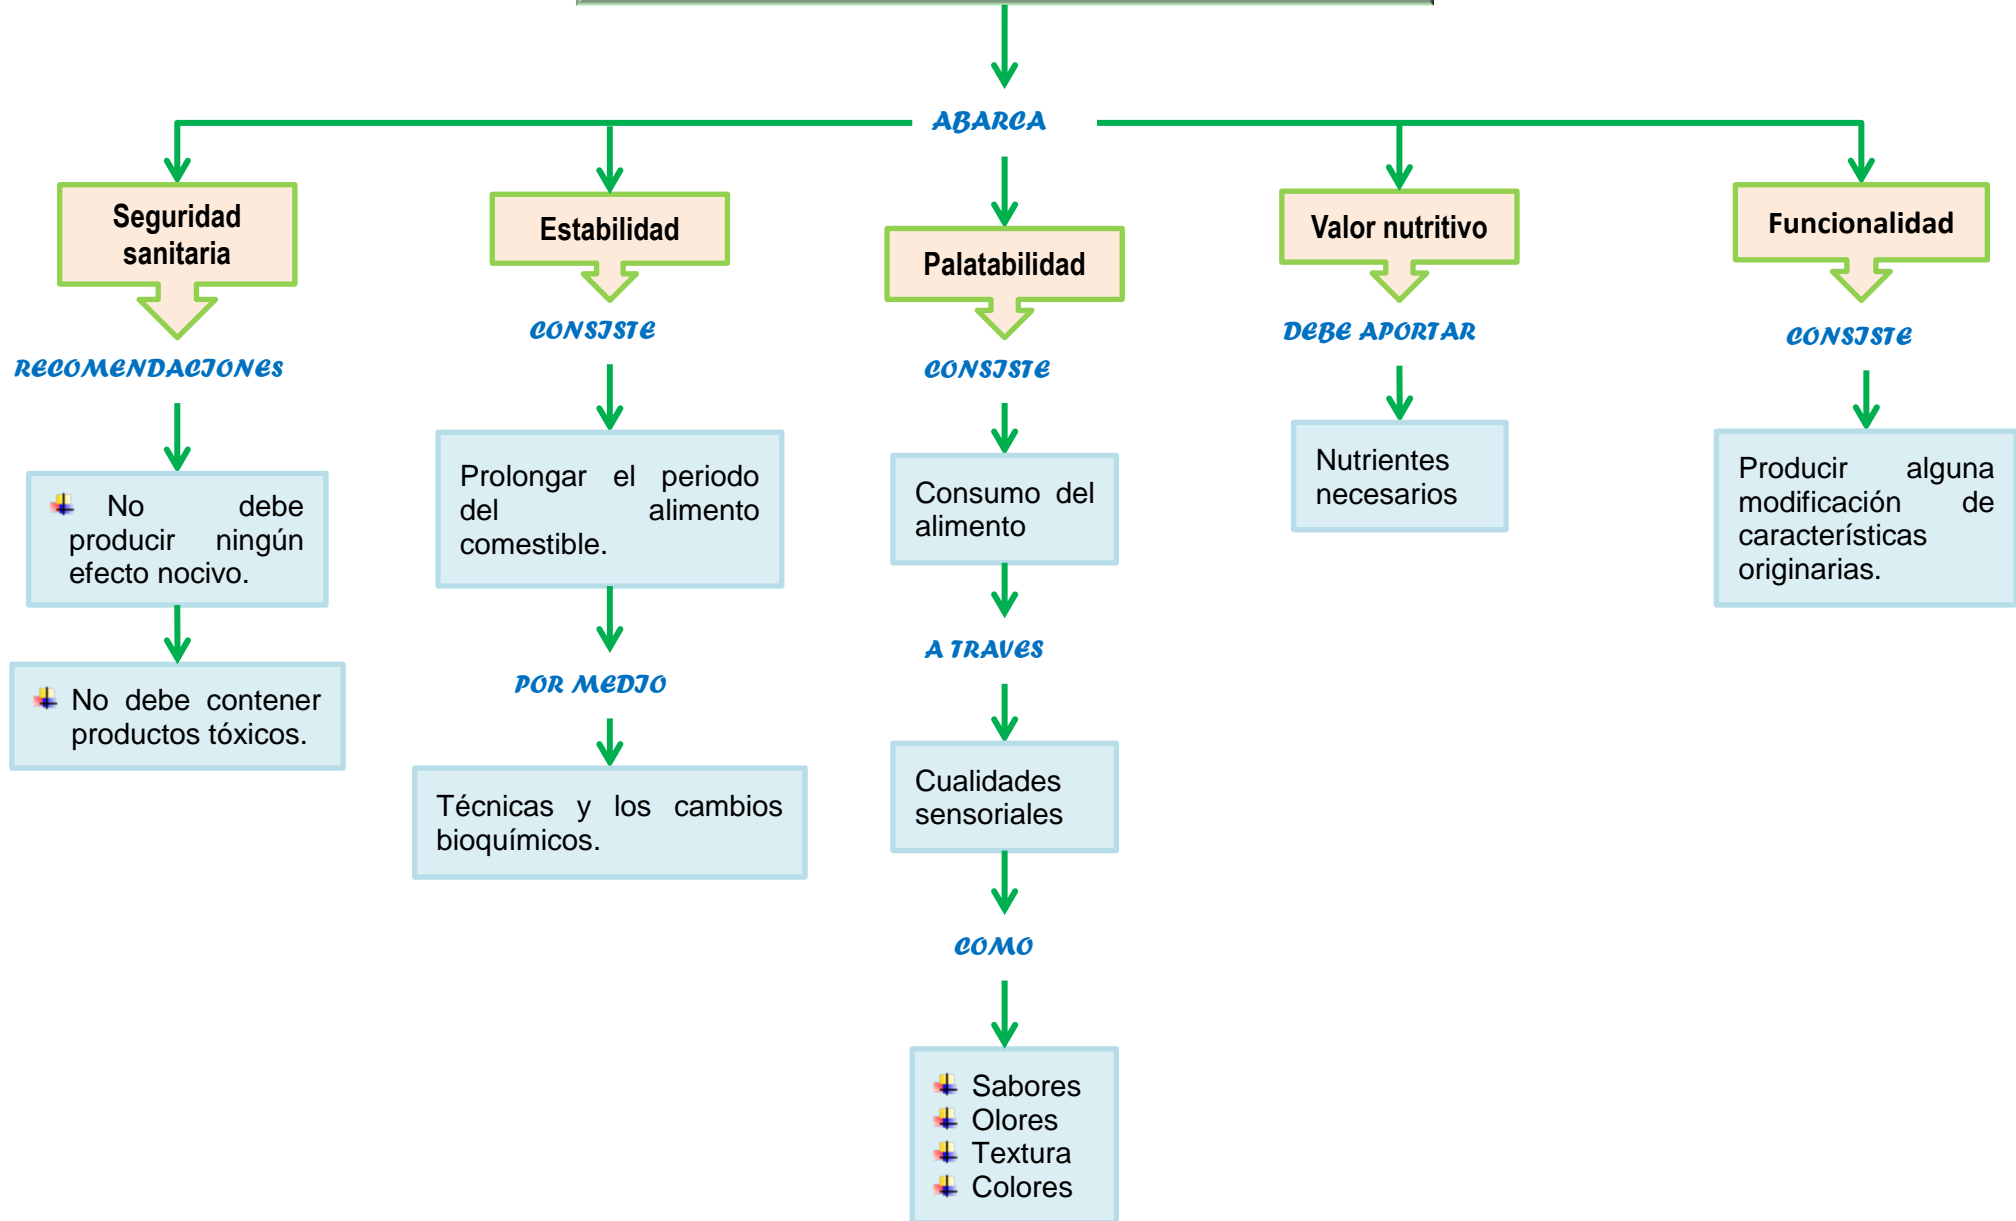 ABARCA
Seguridad
sanitaria
RECOMENDACIONES
No debe
producir ningún
efecto nocivo.
No debe contener
productos tóxicos.
Estabilidad
CONSISTE
Prolongar el periodo
del alimento
comestible.
POR MEDIO
Técnicas y los cambios
bioquímicos.
Palatabilidad
CONSISTE
Consumo del
alimento
A TRAVES
Cualidades
sensoriales
COMO
Sabores
Olores
Textura
Colores
Valor nutritivo
DEBE APORTAR
Nutrientes
necesarios
Funcionalidad
CONSISTE
Producir alguna
modificación de
características
originarias.